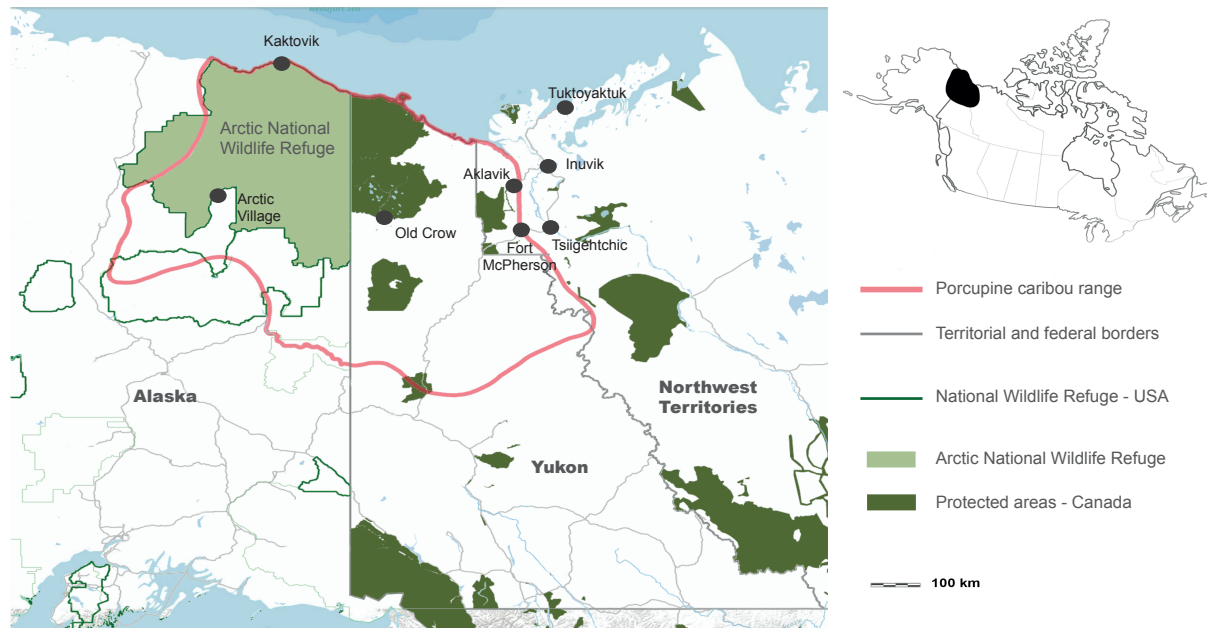 Kaktovik
Tuktoyaktuk
Arctic National
Wildlife Refuge
Inuvik
Aklavik
Arctic
Village
Old Crow
Fort
McPherson
Tsiigehtchic
Alaska
Northwest
Territories
Yukon
Porcupine caribou range
Territorial and federal borders
National Wildlife Refuge - USA
Arctic National Wildlife Refuge
Protected areas - Canada
100 km